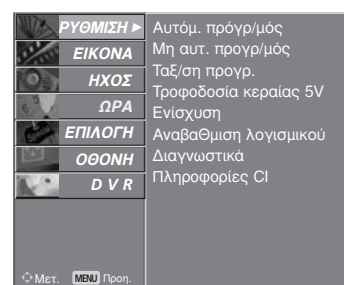 ΡΥΘΜΙΣΗ
ΕΙΚΟΝΑ
ΗΧΟΣ
ΩΡΑ
ΕΠΙΛΟΓΗ
ΟΘΟΝΗ
D V R
Αυτόμ. πρόγρ/μός
Μη αυτ. προγρ/μός
Ταξ/ση προγρ.
Τροφοδοσία κεραίας 5V
Ενίσχυση
ΑναβαΘμιση λογισμικού
Διαγνωστικά
Πληροφορίες CI
Μετ. MENU Προη.